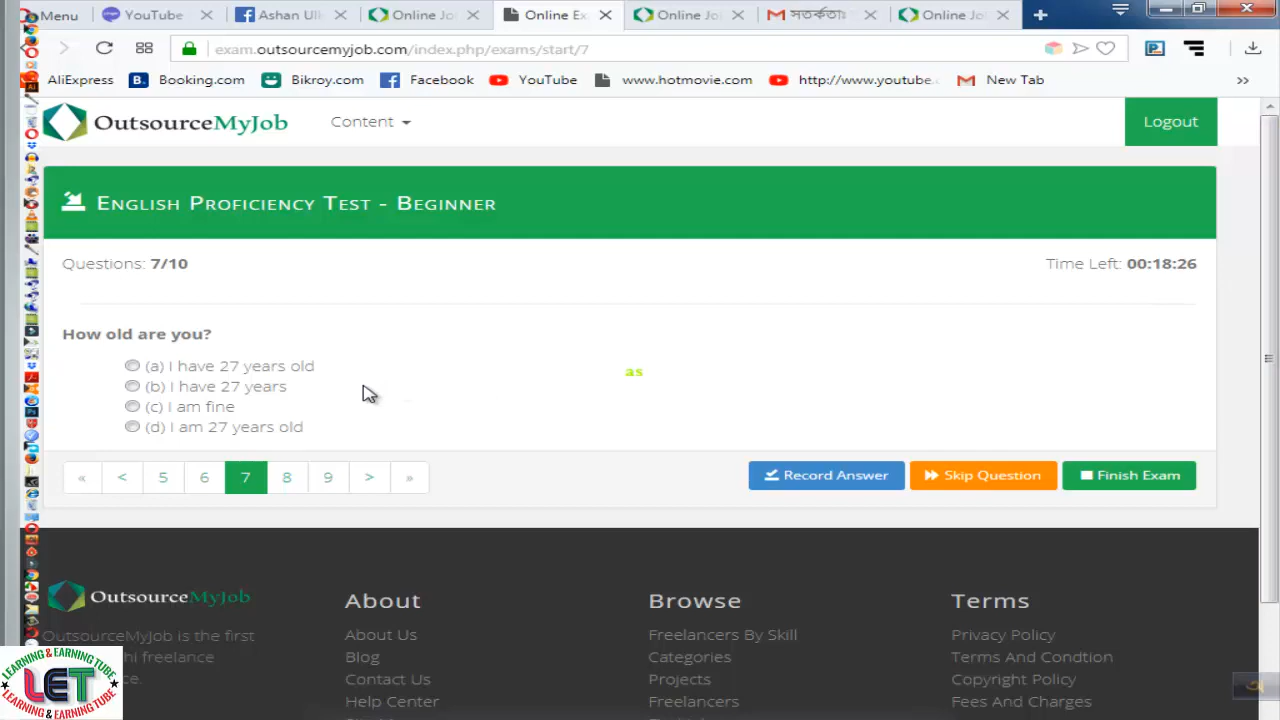 Menu
YouTube
Ashan Ull
Online Jo
Online Ex
Online Jo
সতর্কতা
Online Jo
exam.outsourcemyjob.com/index.php/exams/start/7
AliExpress
Booking.com
Bikroy.com
Facebook
YouTube
www.hotmovie.com
http://www.youtube.
New Tab
OutsourceMyJob
Content
Logout
English Proficiency Test - Beginner
Questions: 7/10
Time Left: 00:18:26
How old are you?
(a) I have 27 years old
as
(b) I have 27 years
(c) I am fine
(d) I am 27 years old
« < 5 6 7 8 9 > »
Record Answer
Skip Question
Finish Exam
OutsourceMyJob
About
Browse
Terms
OutsourceMyJob is the first
hi freelance
ce.
About Us
Freelancers By Skill
Privacy Policy
Blog
Categories
Terms And Condtion
Contact Us
Projects
Copyright Policy
Help Center
Freelancers
Fees And Charges
LEARNING & EARNING TUBE
LET
LEARNING & EARNING TUBE